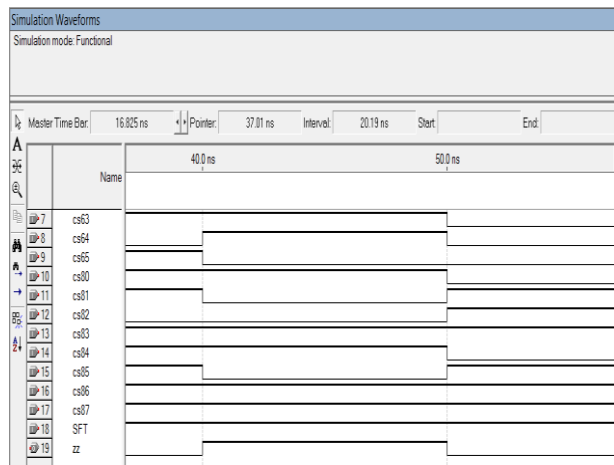 Simulation Waveforms
Simulation mode: Functional
Master Time Bar: 16.825 ns Pointer: 37.01 ns Interval: 20.19 ns Start: End:
A
Name 40.0 ns 50.0 ns
7 cs63
8 cs64
9 cs65
10 cs80
11 cs81
12 cs82
13 cs83
14 cs84
15 cs85
16 cs86
17 cs87
18 SFT
19 zz